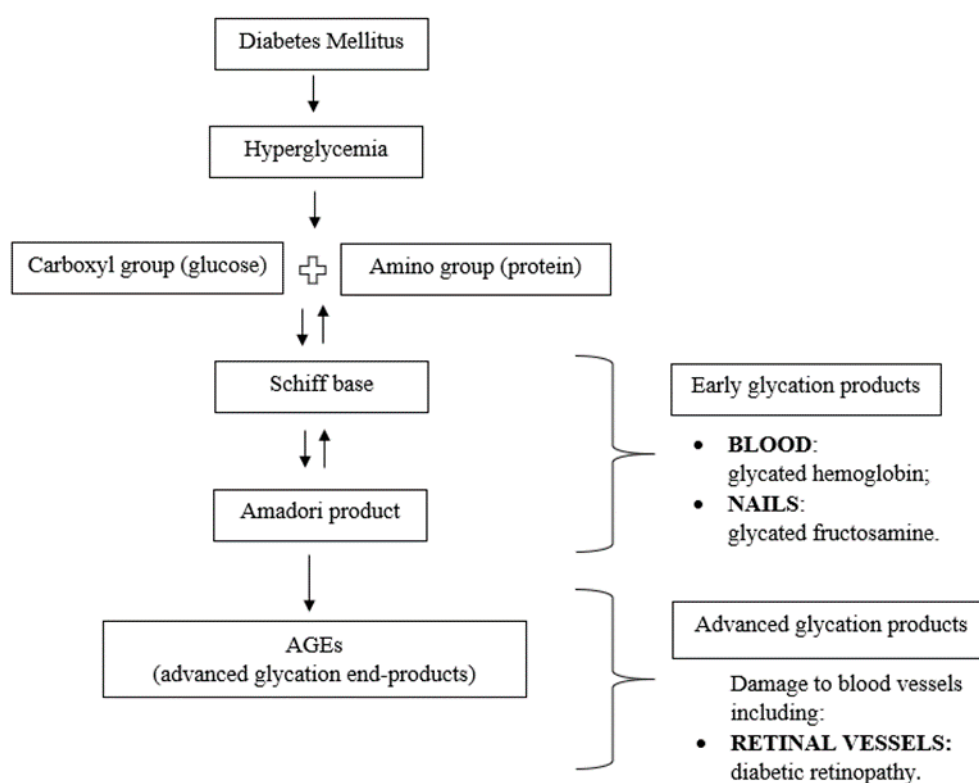 Diabetes Mellitus
Hyperglycemia
Carboxyl group (glucose)
Amino group (protein)
Schiff base
Amadori product
AGEs
(advanced glycation end-products)
Early glycation products
• BLOOD:
glycated hemoglobin;
• NAILS:
glycated fructosamine.
Advanced glycation products
Damage to blood vessels
including:
• RETINAL VESSELS:
diabetic retinopathy.